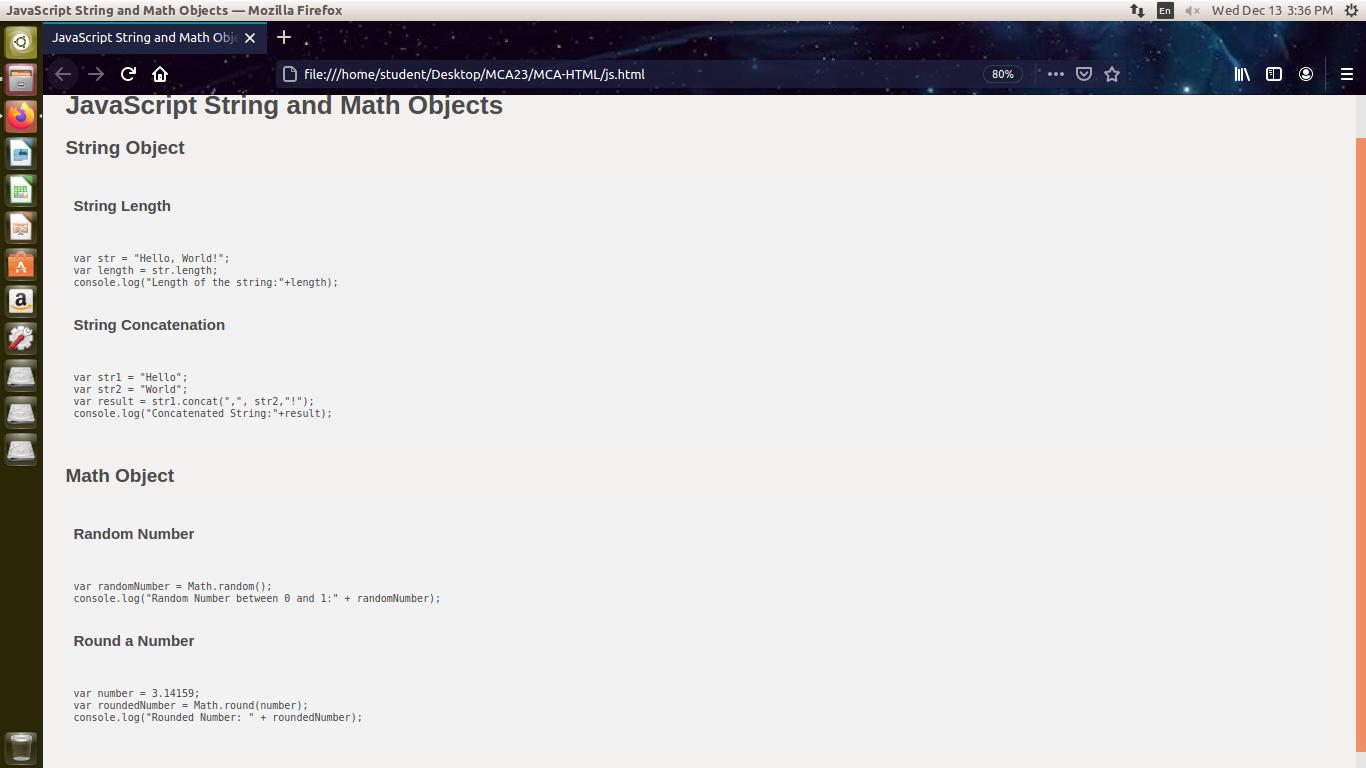 JavaScript String and Math Objects — Mozilla Firefox
En
Wed Dec 13 3:36 PM
JavaScript String and Math Obje
file:///home/student/Desktop/MCA23/MCA-HTML/js.html
80%
JavaScript String and Math Objects
String Object
String Length
var str = "Hello, World!";
var length = str.length;
console.log("Length of the string:"+length);
String Concatenation
var str1 = "Hello";
var str2 = "World";
var result = str1.concat(",", str2,"!");
console.log("Concatenated String:"+result);
Math Object
Random Number
var randomNumber = Math.random();
console.log("Random Number between 0 and 1:" + randomNumber);
Round a Number
var number = 3.14159;
var roundedNumber = Math.round(number);
console.log("Rounded Number: " + roundedNumber);